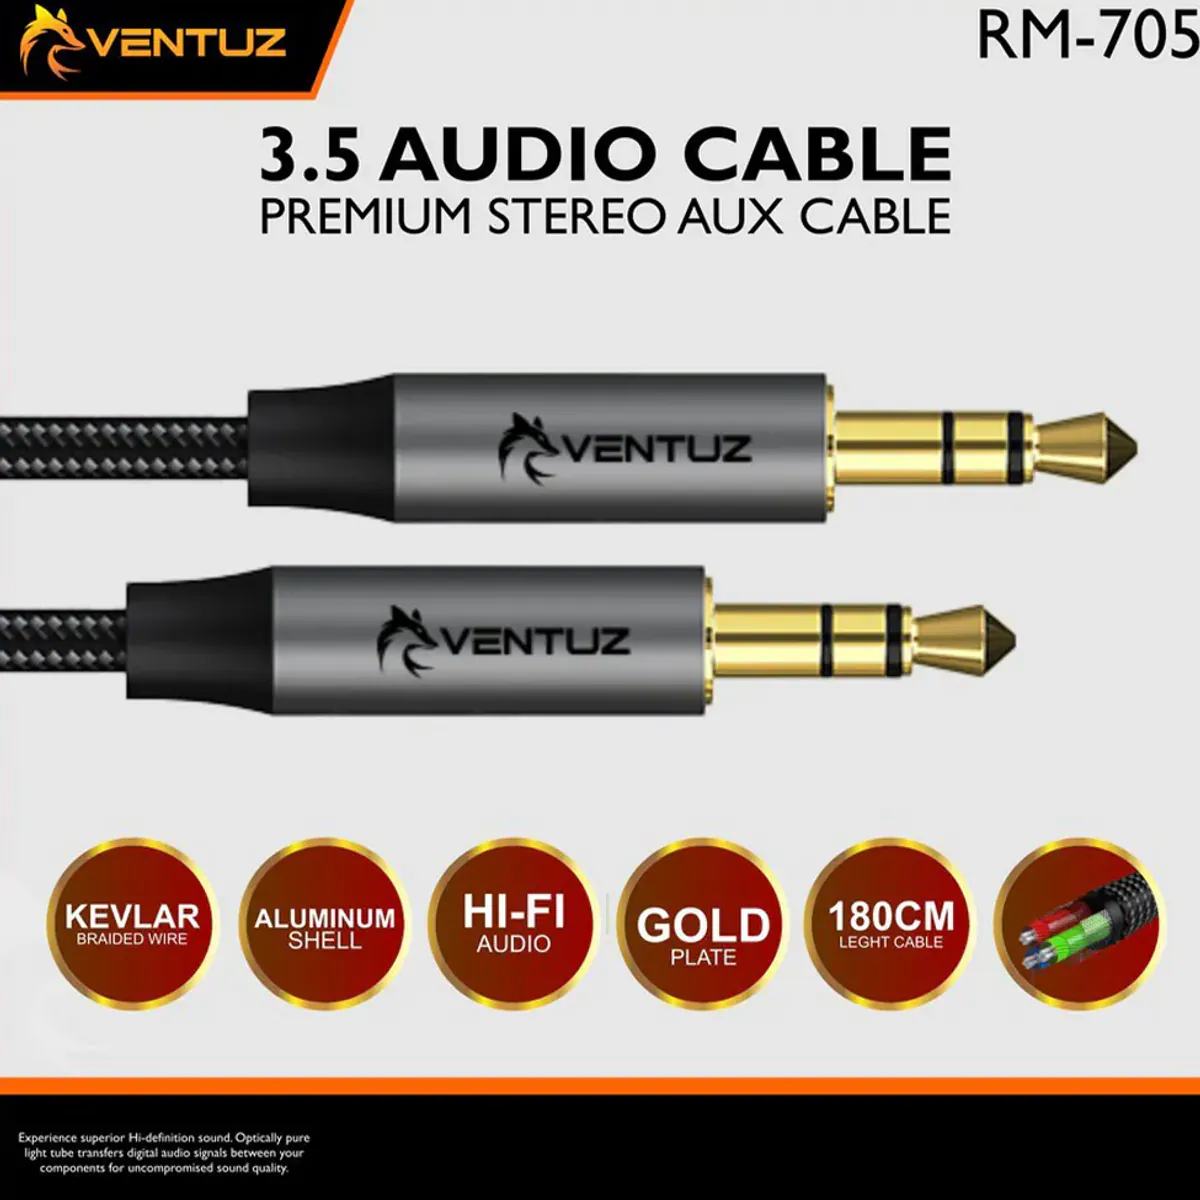 VENTUZ
RM-705
3.5 AUDIO CABLE
PREMIUM STEREO AUX CABLE
VENTUZ
VENTUZ
KEVLAR
BRAIDED WIRE
ALUMINUM
SHELL
HI-FI
AUDIO
GOLD
PLATE
180CM
LEGHT CABLE
Experience superior Hi-definition sound. Optically pure
light tube transfers digital audio signals between your
components for uncompromised sound quality.